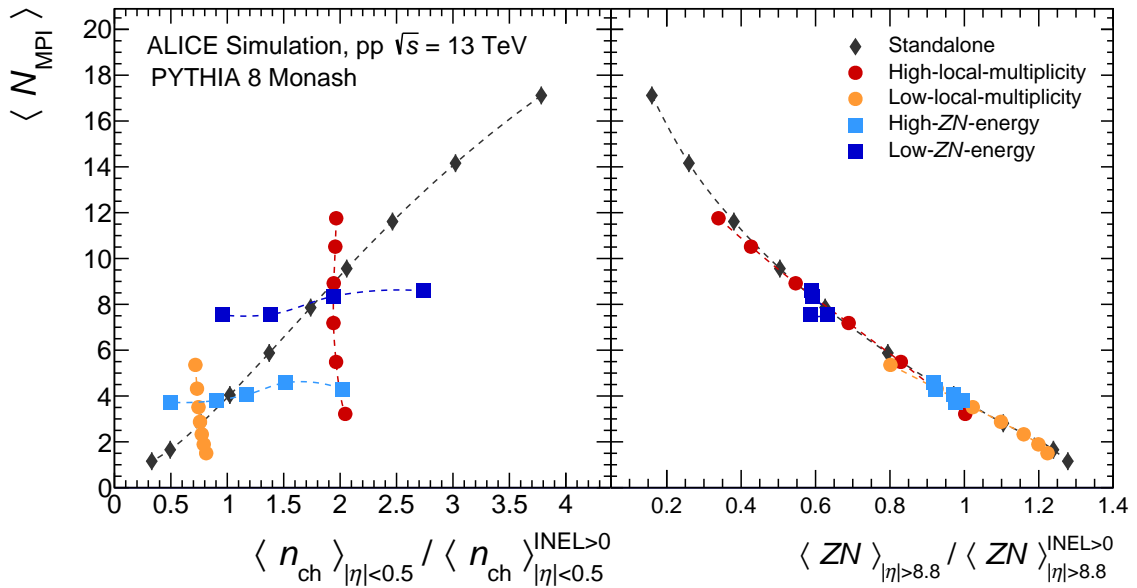 ALICE Simulation, pp √s = 13 TeV
PYTHIA 8 Monash
Standalone
High-local-multiplicity
Low-local-multiplicity
High-ZN-energy
Low-ZN-energy
⟨ N_MPI ⟩
20
18
16
14
12
10
8
6
4
2
0
0 0.5 1 1.5 2 2.5 3 3.5 4
0.2 0.4 0.6 0.8 1 1.2 1.4
⟨ n_ch ⟩_|η|<0.5 / ⟨ n_ch ⟩^INEL>0_|η|<0.5
⟨ ZN ⟩_|η|>8.8 / ⟨ ZN ⟩^INEL>0_|η|>8.8